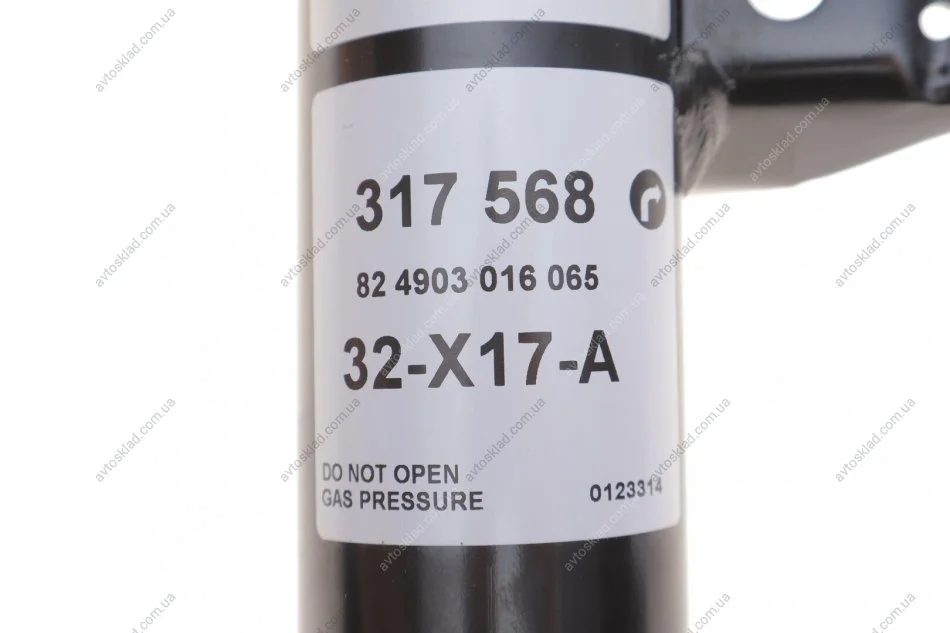 317 568
82 4903 016 065
32-X17-A
DO NOT OPEN
GAS PRESSURE
0123314
avtosklad.com.ua